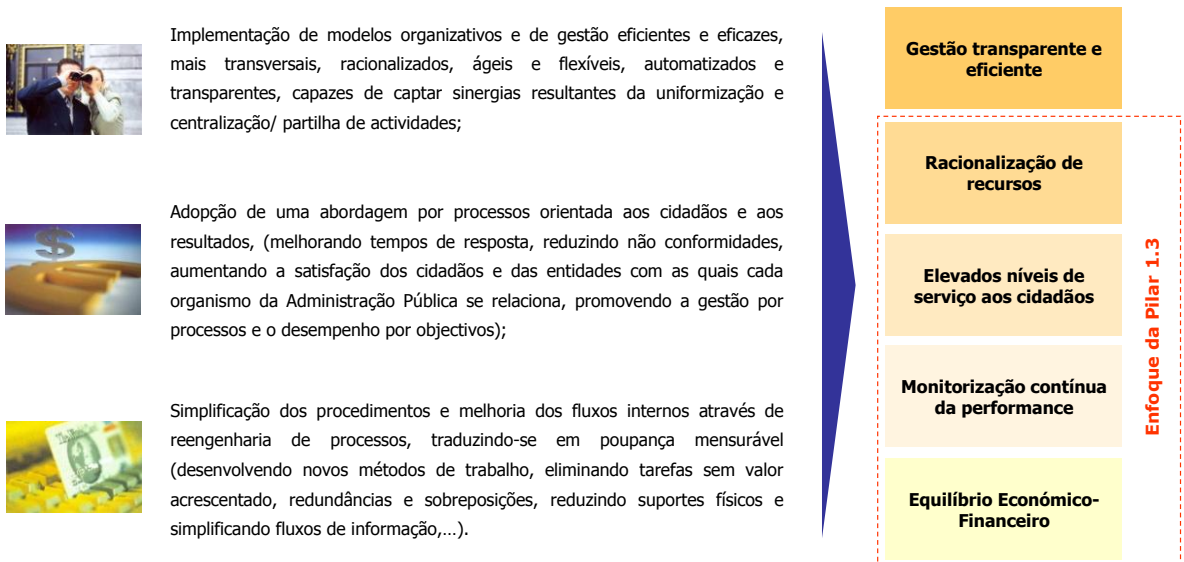 Implementação de modelos organizativos e de gestão eficientes e eficazes,
mais transversais, racionalizados, ágeis e flexíveis, automatizados e
transparentes, capazes de captar sinergias resultantes da uniformização e
centralização/ partilha de actividades;
Adopção de uma abordagem por processos orientada aos cidadãos e aos
resultados, (melhorando tempos de resposta, reduzindo não conformidades,
aumentando a satisfação dos cidadãos e das entidades com as quais cada
organismo da Administração Pública se relaciona, promovendo a gestão por
processos e o desempenho por objectivos);
Simplificação dos procedimentos e melhoria dos fluxos internos através de
reengenharia de processos, traduzindo-se em poupança mensurável
(desenvolvendo novos métodos de trabalho, eliminando tarefas sem valor
acrescentado, redundâncias e sobreposições, reduzindo suportes físicos e
simplificando fluxos de informação,...).
Gestão transparente e
eficiente
Racionalização de
recursos
Elevados níveis de
serviço aos cidadãos
Monitorização contínua
da performance
Equilíbrio Económico-
Financeiro
Enfoque da Pilar 1.3